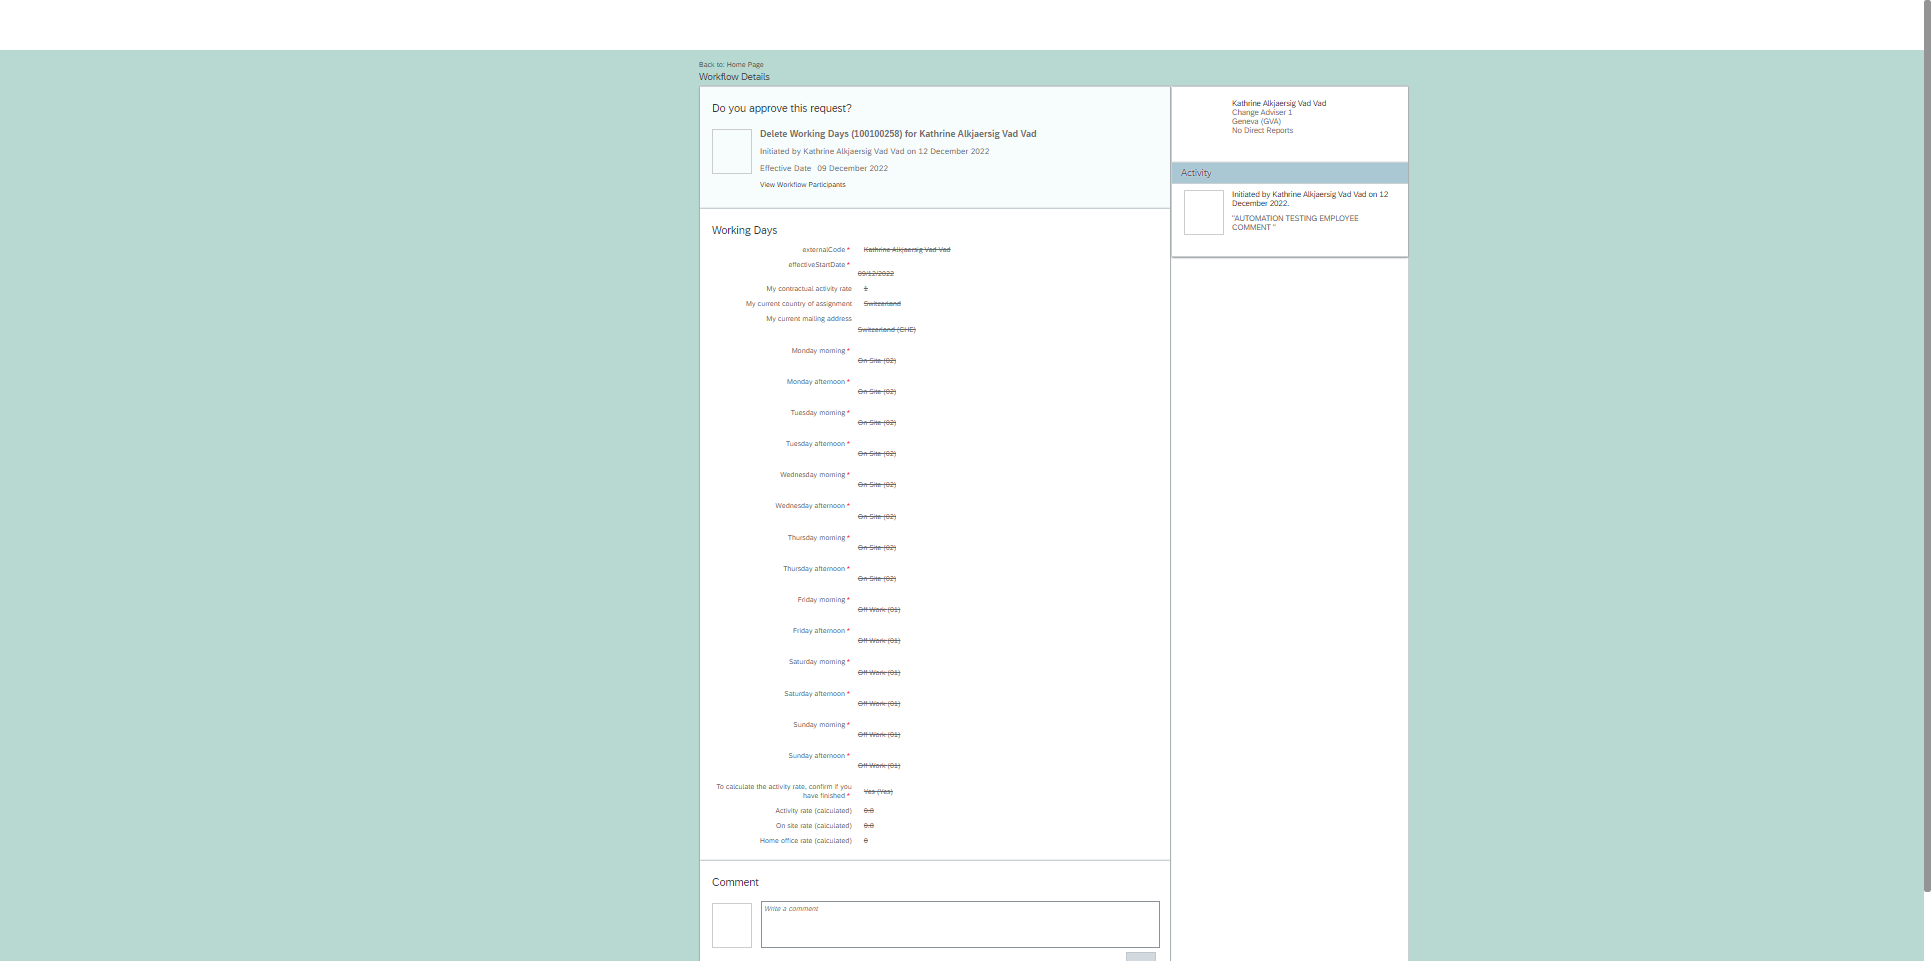 Back to: Home Page
Workflow Details
Do you approve this request?
Delete Working Days (100100258) for Kathrine Alkjaersig Vad Vad
Initiated by Kathrine Alkjaersig Vad Vad on 12 December 2022
Effective Date 09 December 2022
View Workflow Participants
Working Days
externalCode * Kathrine Alkjaersig Vad Vad
effectiveStartDate *
09/12/2022
My contractual activity rate 1
My current country of assignment Switzerland
My current mailing address
Switzerland (CHE)
Monday morning *
On Site (02)
Monday afternoon *
On Site (02)
Tuesday morning *
On Site (02)
Tuesday afternoon *
On Site (02)
Wednesday morning *
On Site (02)
Wednesday afternoon *
On Site (02)
Thursday morning *
On Site (02)
Thursday afternoon *
On Site (02)
Friday morning *
Off Work (01)
Friday afternoon *
Off Work (01)
Saturday morning *
Off Work (01)
Saturday afternoon *
Off Work (01)
Sunday morning *
Off Work (01)
Sunday afternoon *
Off Work (01)
To calculate the activity rate, confirm if you
have finished * Yes (Yes)
Activity rate (calculated) 0.8
On site rate (calculated) 0.8
Home office rate (calculated) 0
Comment
Write a comment
Kathrine Alkjaersig Vad Vad
Change Adviser 1
Geneva (GVA)
No Direct Reports
Activity
Initiated by Kathrine Alkjaersig Vad Vad on 12
December 2022.
"AUTOMATION TESTING EMPLOYEE
COMMENT "